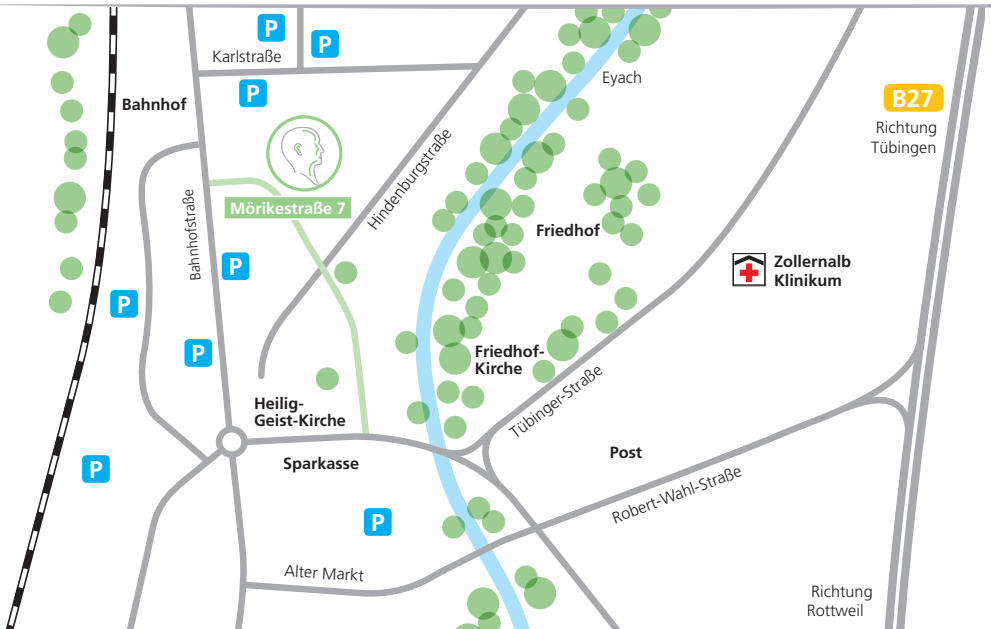 P
P
Karlstraße
Eyach
P
B27
Bahnhof
Richtung
Tübingen
Hindenburgstraße
Mörikestraße 7
Bahnhofstraße
Friedhof
P
Zollernalb
Klinikum
P
P
Friedhof-
Kirche
Tübinger-Straße
Heilig-
Geist-Kirche
Sparkasse
Post
P
Robert-Wahl-Straße
P
Alter Markt
Richtung
Rottweil